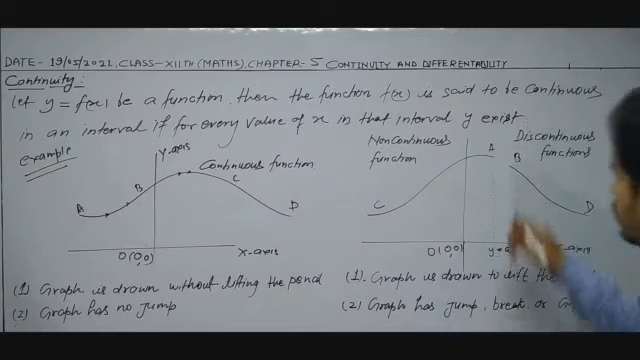 DATE- 19/05/2021, CLASS-XIITH (MATHS), CHAPTER- 5 CONTINUITY AND DIFFERENTABILITY
Continuity:
Let y = f(x) be a function. then the function f(x) is said to be Continuous
in an interval if for every value of x in that interval y exist.
example
Y-axis
Continuous function
A
B
C
D
O(0,0)
X-axis
(1) Graph is drawn without lifting the pencil
(2) Graph has no jump
NonContinuous
function
Discontinuous
functions
A
B
C
D
O(0,0)
axis
(1). Graph is drawn to lift the
(2) Graph has jump, break or